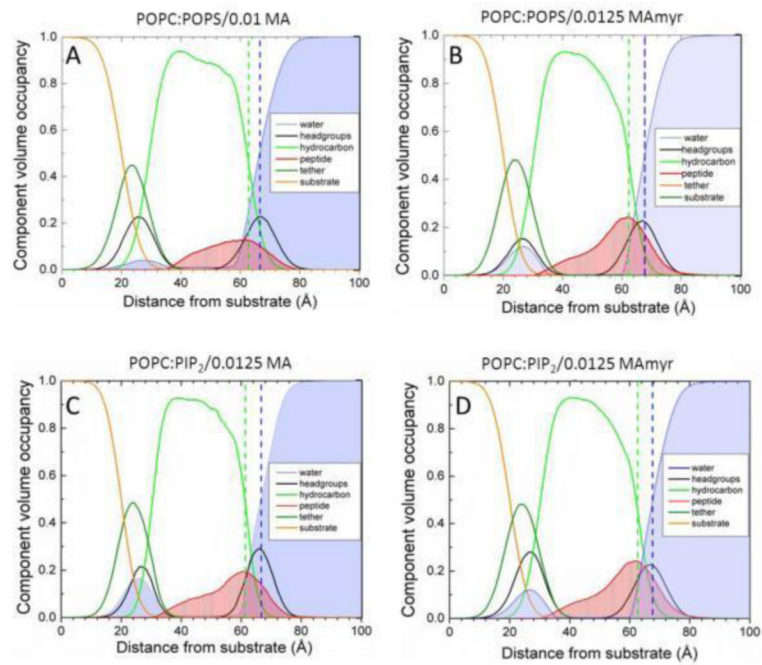 POPC:POPS/0.01 MA
A
Component volume occupancy
1.0
0.8
0.6
0.4
0.2
0.0
water
headgroups
hydrocarbon
peptide
tether
substrate
0 20 40 60 80 100
Distance from substrate (Å)
POPC:POPS/0.0125 MAmyr
B
Component volume occupancy
1.0
0.8
0.6
0.4
0.2
0.0
water
headgroups
hydrocarbon
peptide
tether
substrate
0 20 40 60 80 100
Distance from substrate (Å)
POPC:PIP₂/0.0125 MA
C
Component volume occupancy
1.0
0.8
0.6
0.4
0.2
0.0
water
headgroups
hydrocarbon
peptide
tether
substrate
0 20 40 60 80 100
Distance from substrate (Å)
POPC:PIP₂/0.0125 MAmyr
D
Component volume occupancy
1.0
0.8
0.6
0.4
0.2
0.0
water
headgroups
hydrocarbon
peptide
tether
substrate
0 20 40 60 80 100
Distance from substrate (Å)